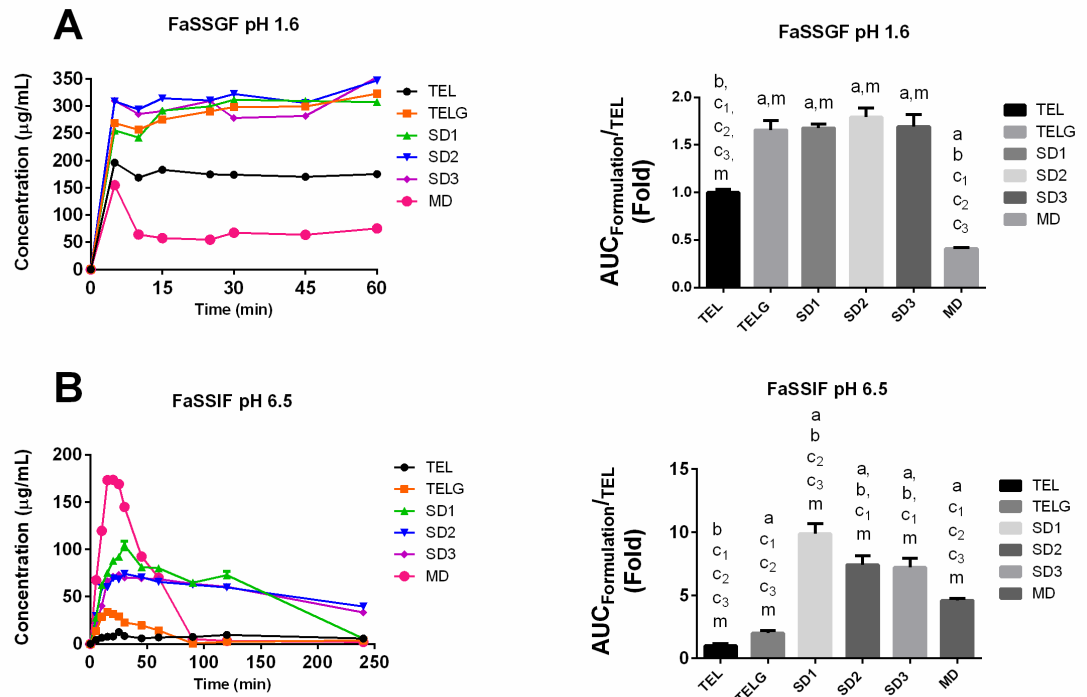 A
FaSSGF pH 1.6
Concentration (µg/mL)
350
300
250
200
150
100
50
0
0 15 30 45 60
Time (min)
TEL
TELG
SD1
SD2
SD3
MD
FaSSGF pH 1.6
AUCFormulation/TEL
(Fold)
2.0
1.5
1.0
0.5
0.0
b,
c1,
c2,
c3,
m
a,m
a,m
a,m
a,m
a
b
c1
c2
c3
TEL TELG SD1 SD2 SD3 MD
TEL
TELG
SD1
SD2
SD3
MD
B
FaSSIF pH 6.5
Concentration (µg/mL)
200
150
100
50
0
0 50 100 150 200 250
Time (min)
TEL
TELG
SD1
SD2
SD3
MD
FaSSIF pH 6.5
AUCFormulation/TEL
(Fold)
15
10
5
0
b
c1
c2
c3
m
a
c1
c2
c3
m
a
b
c2
c3
m
a,
b,
c1
m
a,
b,
c1
m
a
c1
c2
c3
m
TEL TELG SD1 SD2 SD3 MD
TEL
TELG
SD1
SD2
SD3
MD